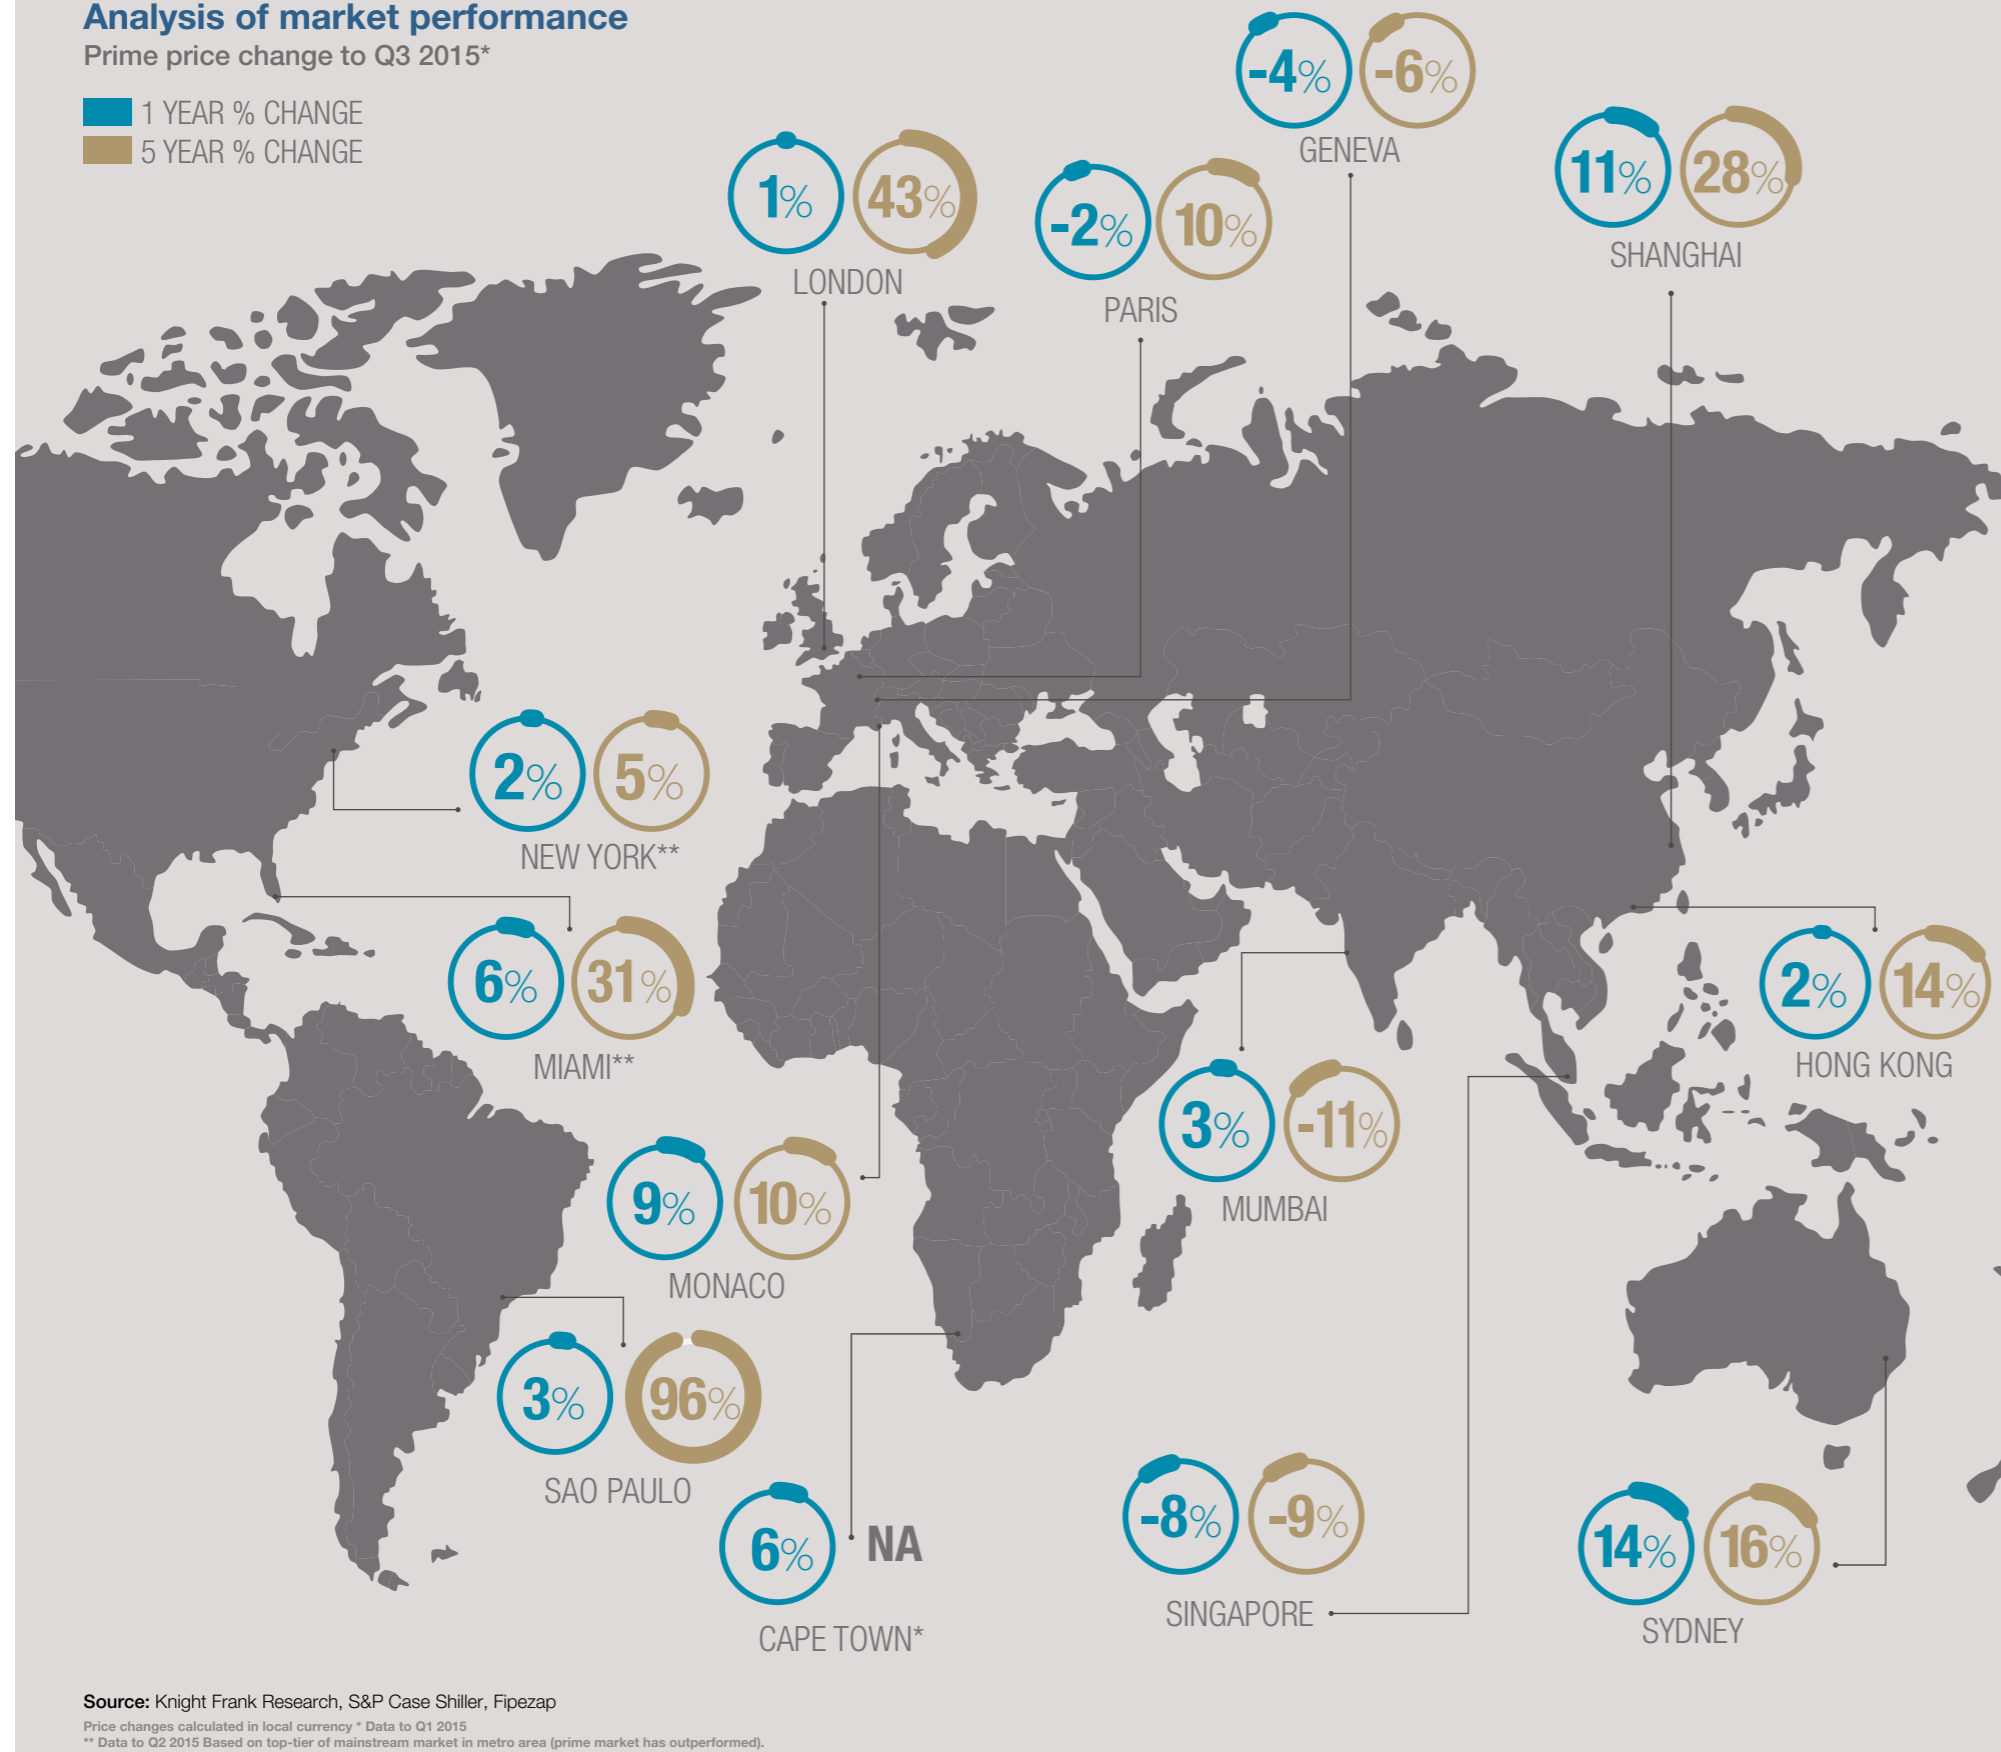 Analysis of market performance
Prime price change to Q3 2015*
1 YEAR % CHANGE
5 YEAR % CHANGE
-4% -6%
GENEVA
11% 28%
SHANGHAI
1% 43%
LONDON
-2% 10%
PARIS
2% 5%
NEW YORK**
6% 31%
MIAMI**
2% 14%
HONG KONG
3% -11%
MUMBAI
9% 10%
MONACO
3% 96%
SAO PAULO
6% NA
CAPE TOWN*
-8% -9%
SINGAPORE
14% 16%
SYDNEY
Source: Knight Frank Research, S&P Case Shiller, Fipezap
Price changes calculated in local currency * Data to Q1 2015
** Data to Q2 2015 Based on top-tier of mainstream market in metro area (prime market has outperformed).